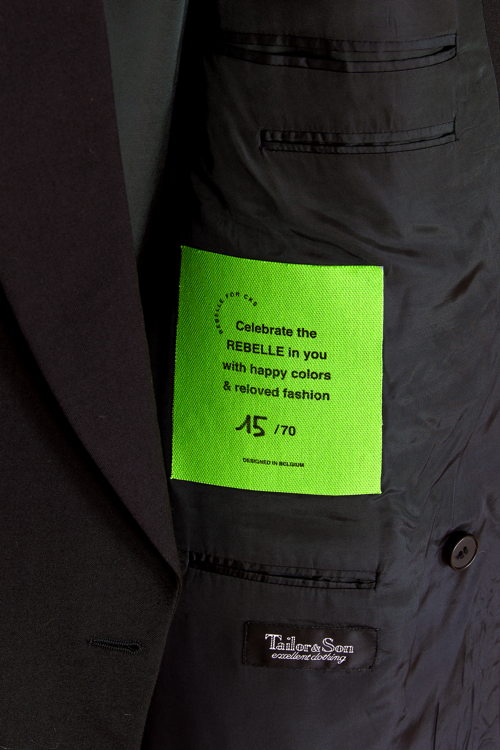 REBELLE FOR CKS
Celebrate the
REBELLE in you
with happy colors
& reloved fashion
15 /70
DESIGNED IN BELGIUM
Tailor & Son
excellent clothing